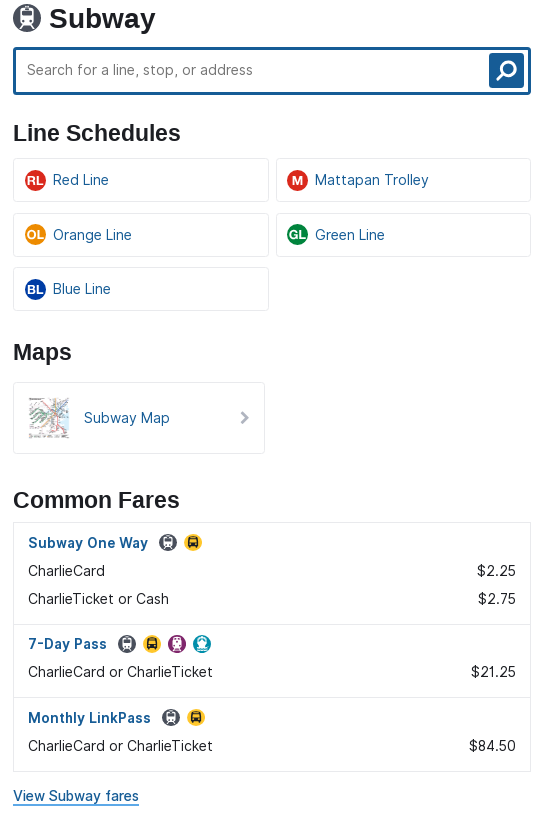 Subway
Search for a line, stop, or address
Line Schedules
RL Red Line
M Mattapan Trolley
OL Orange Line
GL Green Line
BL Blue Line
Maps
Subway Map
Common Fares
Subway One Way
CharlieCard $2.25
CharlieTicket or Cash $2.75
7-Day Pass
CharlieCard or CharlieTicket $21.25
Monthly LinkPass
CharlieCard or CharlieTicket $84.50
View Subway fares